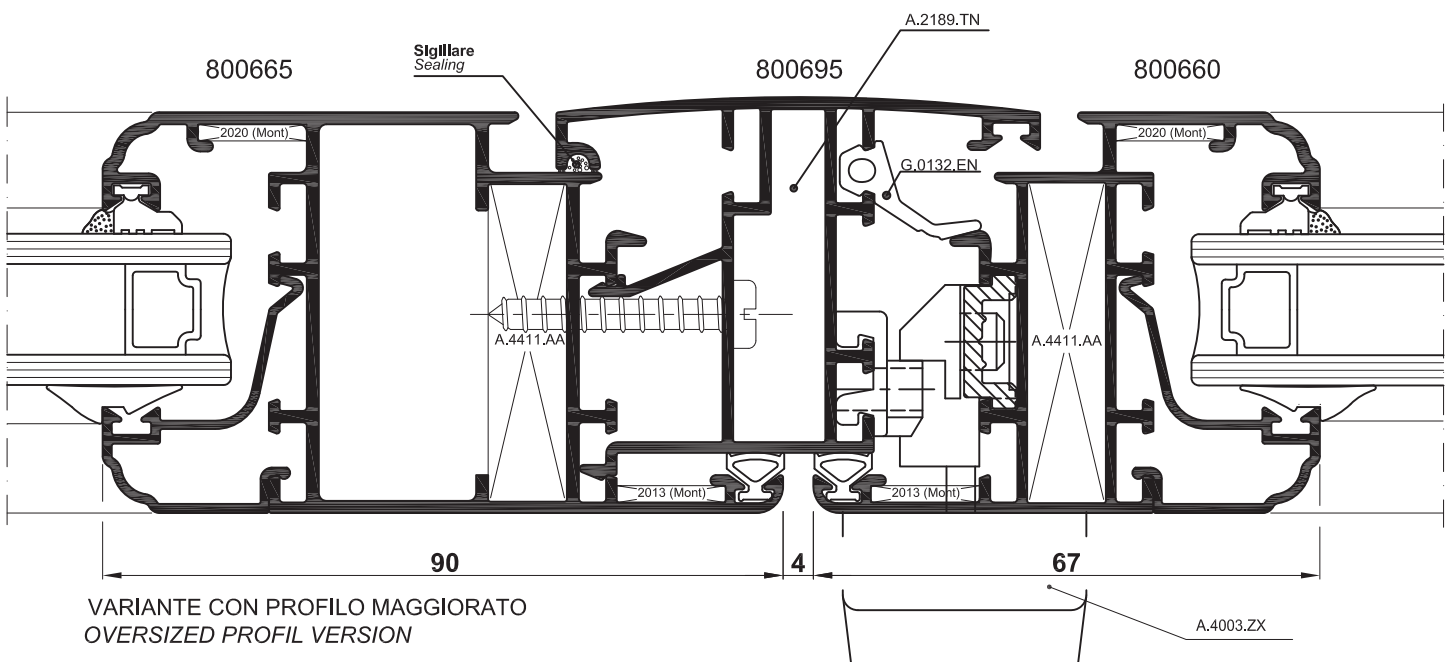 A.2189.TN
Sigillare
Sealing
800665
800695
800660
2020 (Mont)
2020 (Mont)
G.0132.EN
A.4411.AA
A.4411.AA
2013 (Mont)
2013 (Mont)
90
4
67
VARIANTE CON PROFILO MAGGIORATO
OVERSIZED PROFIL VERSION
A.4003.ZX